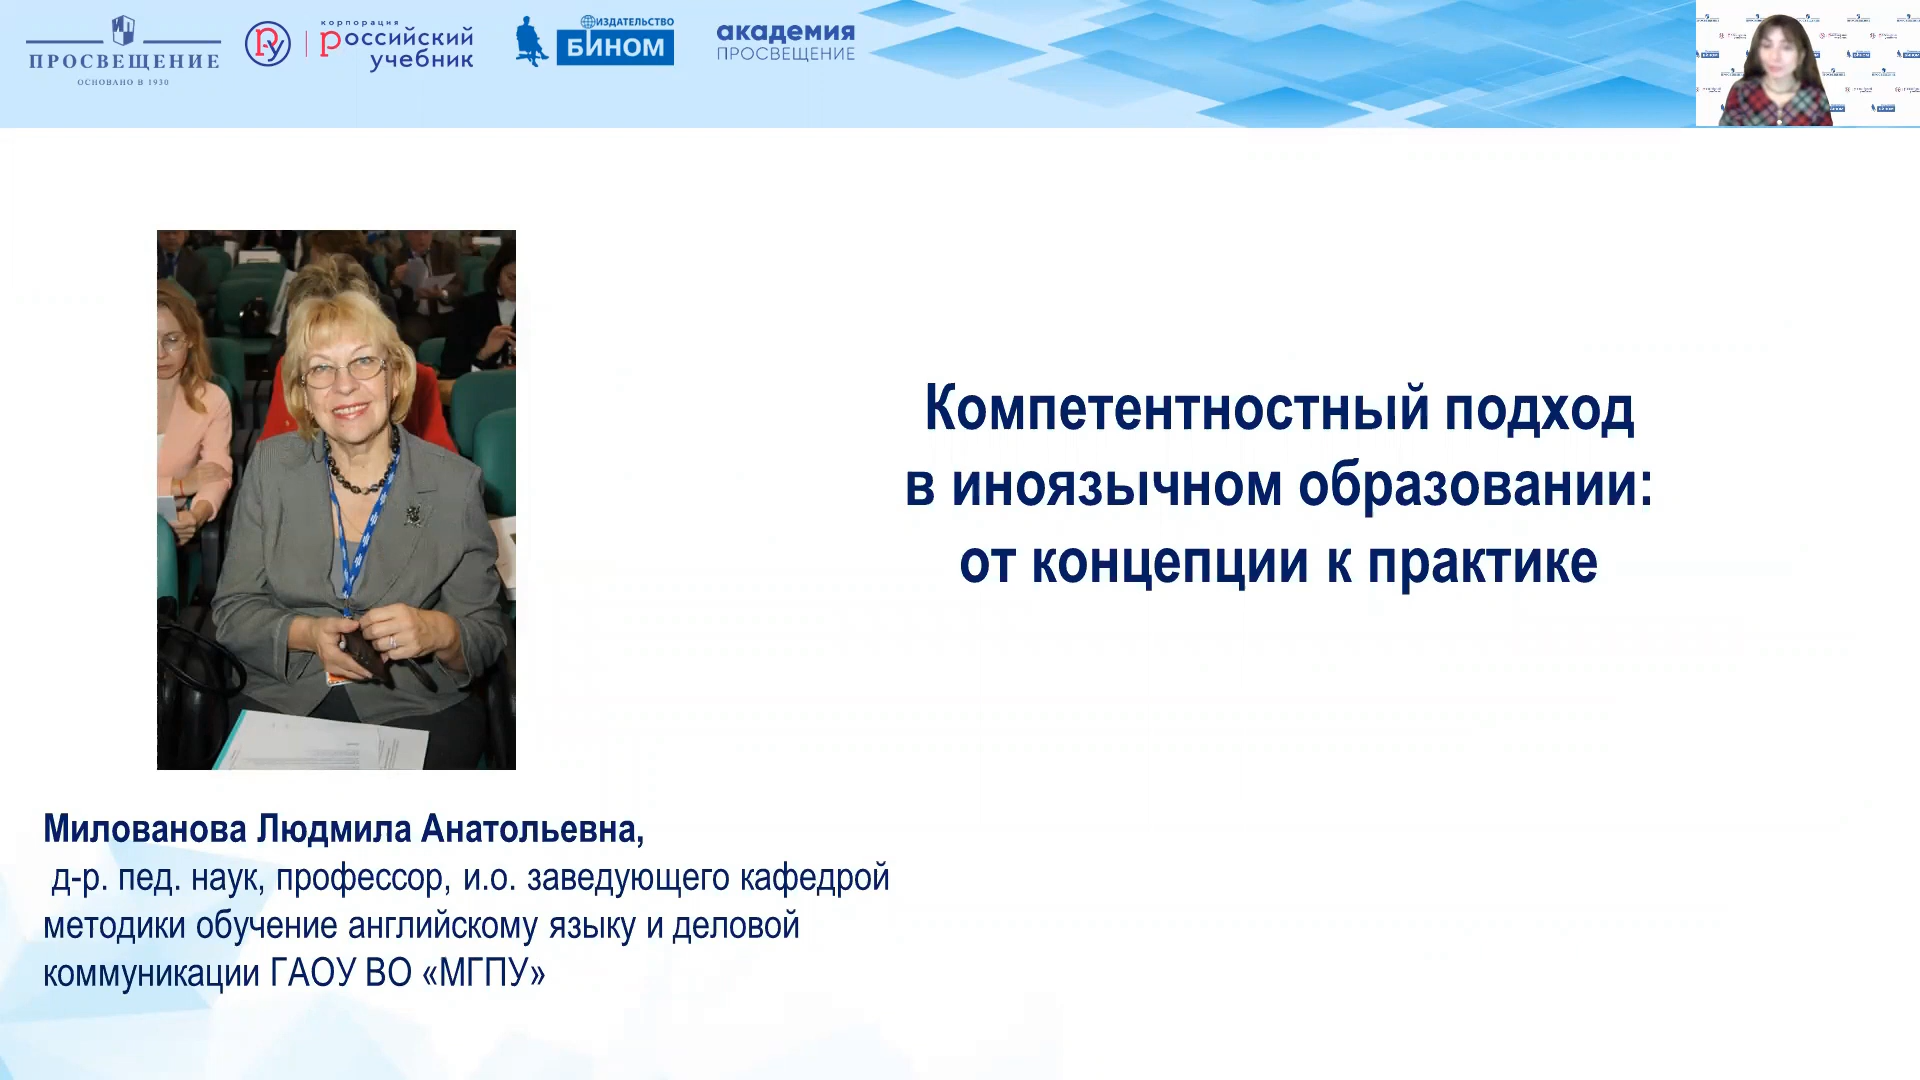 ПРОСВЕЩЕНИЕ
ОСНОВАНО В 1930
РУ
корпорация
российский
учебник
ИЗДАТЕЛЬСТВО
БИНОМ
академия
ПРОСВЕЩЕНИЕ
Компетентностный подход
в иноязычном образовании:
от концепции к практике
Милованова Людмила Анатольевна,
д-р. пед. наук, профессор, и.о. заведующего кафедрой
методики обучение английскому языку и деловой
коммуникации ГАОУ ВО «МГПУ»